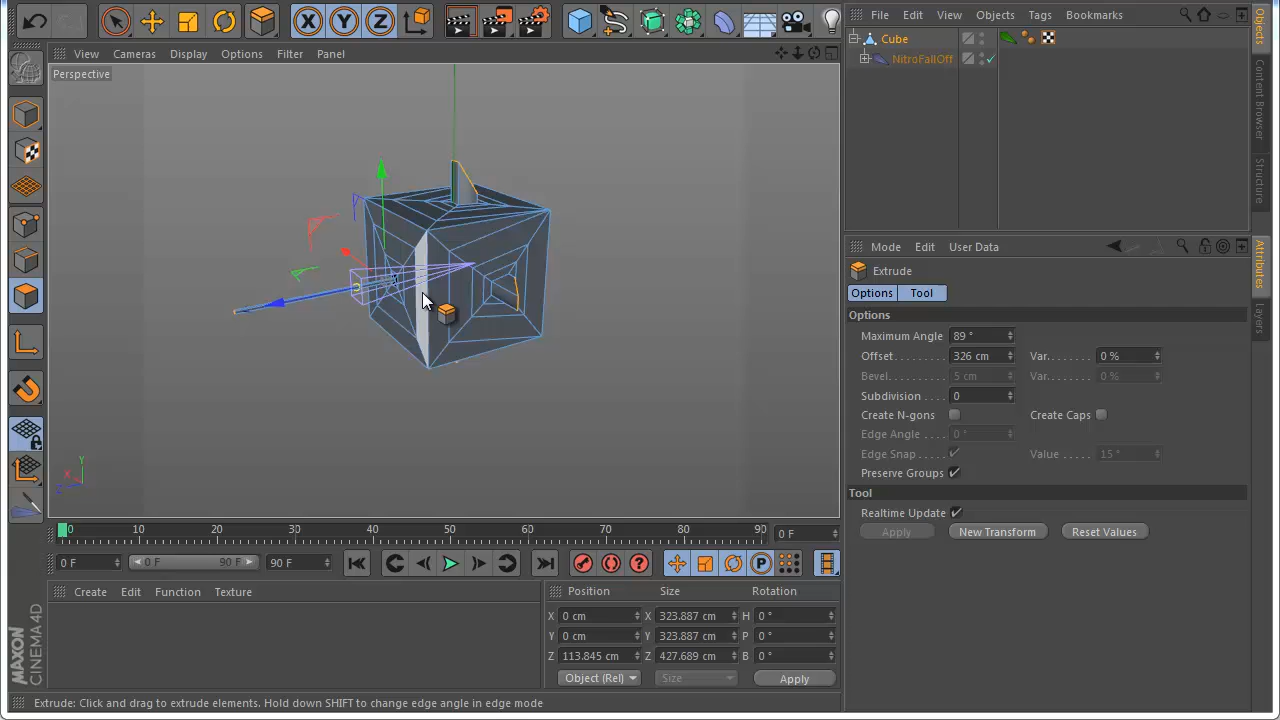 File Edit View Objects Tags Bookmarks
View Cameras Display Options Filter Panel
Perspective
Cube
NitroFallOff
Objects
Content Browser
Structure
Mode Edit User Data
Extrude
Options Tool
Options
Maximum Angle 89 °
Offset 326 cm Var. 0 %
Bevel 5 cm Var. 0 %
Subdivision 0
Create N-gons Create Caps
Edge Angle 0 °
Edge Snap Value 15 °
Preserve Groups
Tool
Realtime Update
Apply New Transform Reset Values
Attributes
Layers
X Y Z
Y
X
Z
0 10 20 30 40 50 60 70 80 90 0 F
0 F 0 F 90 F 90 F
Create Edit Function Texture
Position Size Rotation
X 0 cm X 323.887 cm H 0 °
Y 0 cm Y 323.887 cm P 0 °
Z 113.845 cm Z 427.689 cm B 0 °
Object (Rel) Size Apply
MAXON
CINEMA 4D
Extrude: Click and drag to extrude elements. Hold down SHIFT to change edge angle in edge mode